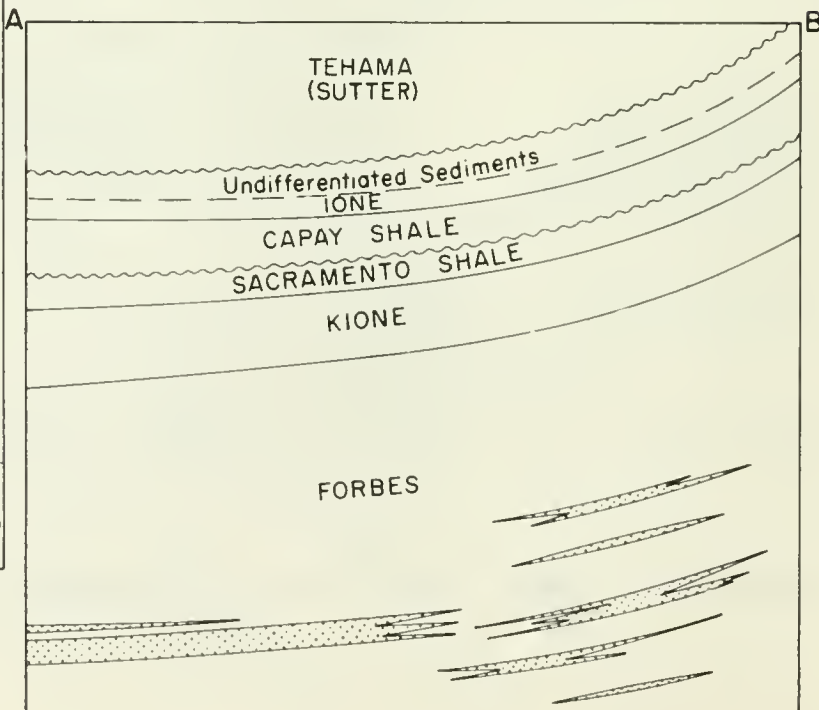 A
B
TEHAMA
(SUTTER)
Undifferentiated Sediments
IONE
CAPAY SHALE
SACRAMENTO SHALE
KIONE
FORBES